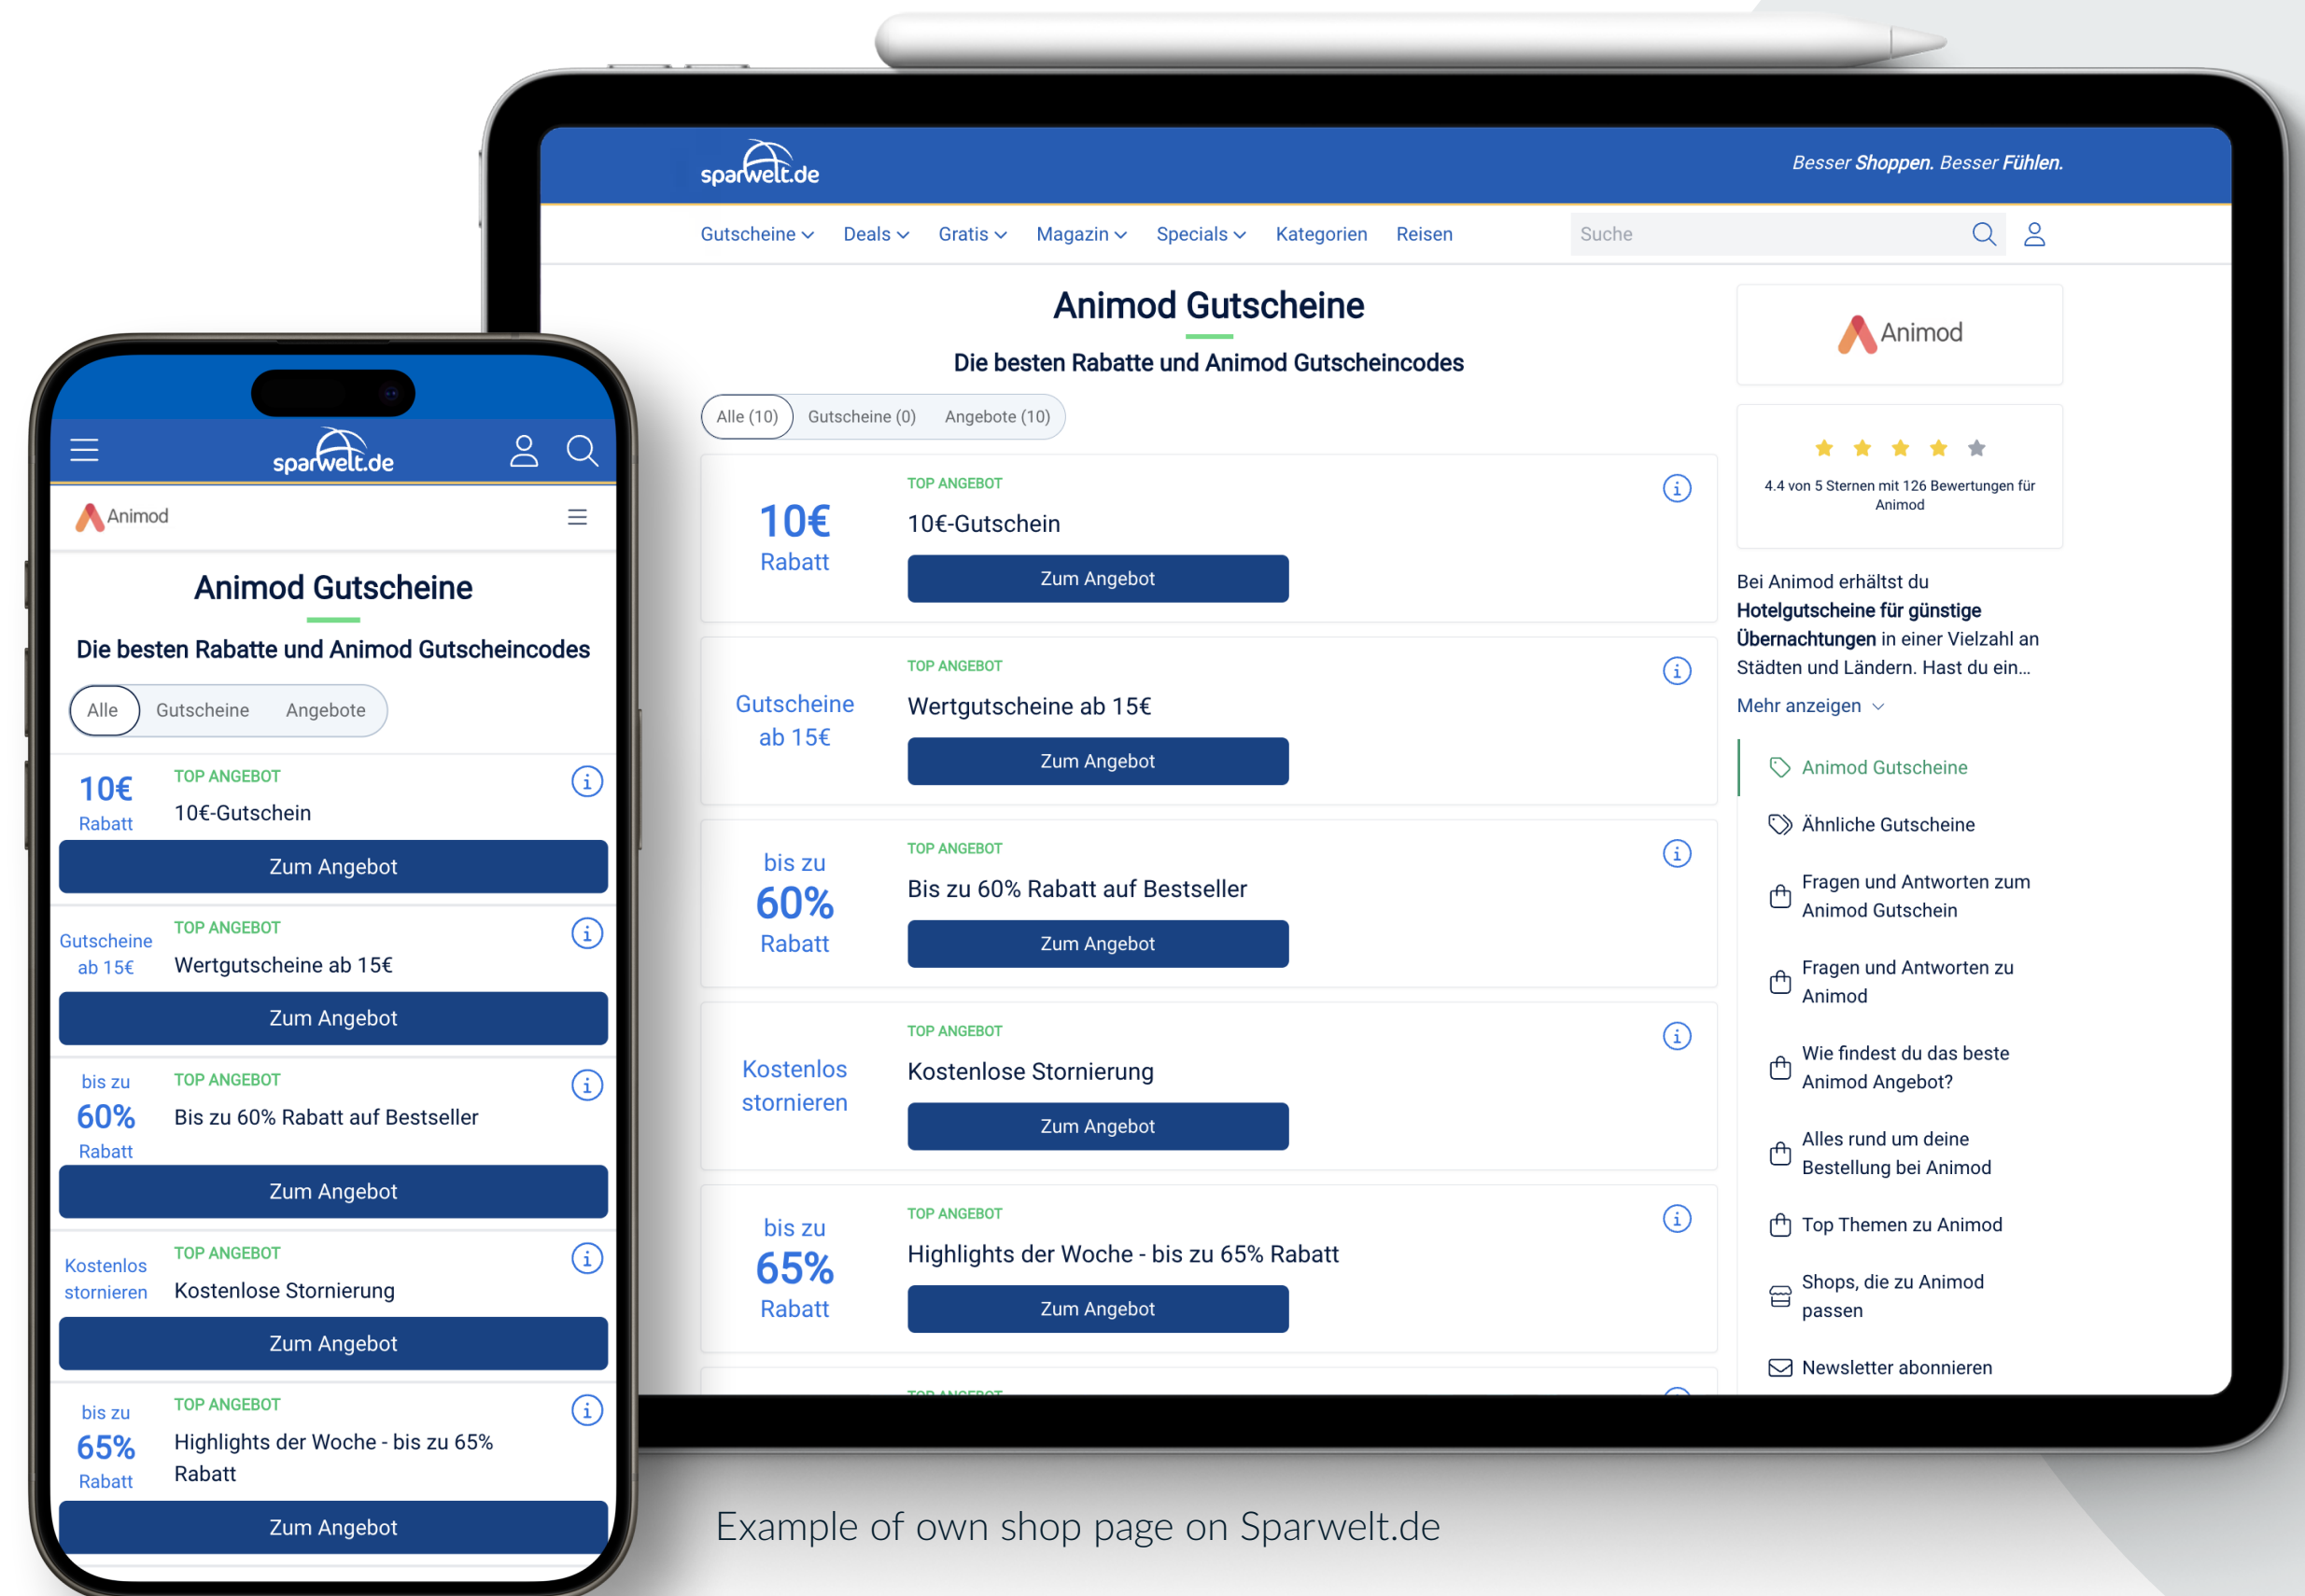 sparwelt.de
Animod
Animod Gutscheine
Die besten Rabatte und Animod Gutscheincodes
Alle Gutscheine Angebote
10€
Rabatt
TOP ANGEBOT
10€-Gutschein
Zum Angebot
Gutscheine
ab 15€
TOP ANGEBOT
Wertgutscheine ab 15€
Zum Angebot
bis zu
60%
Rabatt
TOP ANGEBOT
Bis zu 60% Rabatt auf Bestseller
Zum Angebot
Kostenlos
stornieren
TOP ANGEBOT
Kostenlose Stornierung
Zum Angebot
bis zu
65%
Rabatt
TOP ANGEBOT
Highlights der Woche - bis zu 65%
Rabatt
Zum Angebot
sparwelt.de
Besser Shoppen. Besser Fühlen.
Gutscheine Deals Gratis Magazin Specials Kategorien Reisen
Suche
Animod Gutscheine
Die besten Rabatte und Animod Gutscheincodes
Alle (10) Gutscheine (0) Angebote (10)
10€
Rabatt
TOP ANGEBOT
10€-Gutschein
Zum Angebot
Gutscheine
ab 15€
TOP ANGEBOT
Wertgutscheine ab 15€
Zum Angebot
bis zu
60%
Rabatt
TOP ANGEBOT
Bis zu 60% Rabatt auf Bestseller
Zum Angebot
Kostenlos
stornieren
TOP ANGEBOT
Kostenlose Stornierung
Zum Angebot
bis zu
65%
Rabatt
TOP ANGEBOT
Highlights der Woche - bis zu 65% Rabatt
Zum Angebot
TOP ANGEBOT
Animod
4.4 von 5 Sternen mit 126 Bewertungen für
Animod
Bei Animod erhältst du
Hotelgutscheine für günstige
Übernachtungen in einer Vielzahl an
Städten und Ländern. Hast du ein...
Mehr anzeigen
Animod Gutscheine
Ähnliche Gutscheine
Fragen und Antworten zum
Animod Gutschein
Fragen und Antworten zu
Animod
Wie findest du das beste
Animod Angebot?
Alles rund um deine
Bestellung bei Animod
Top Themen zu Animod
Shops, die zu Animod
passen
Newsletter abonnieren
Example of own shop page on Sparwelt.de